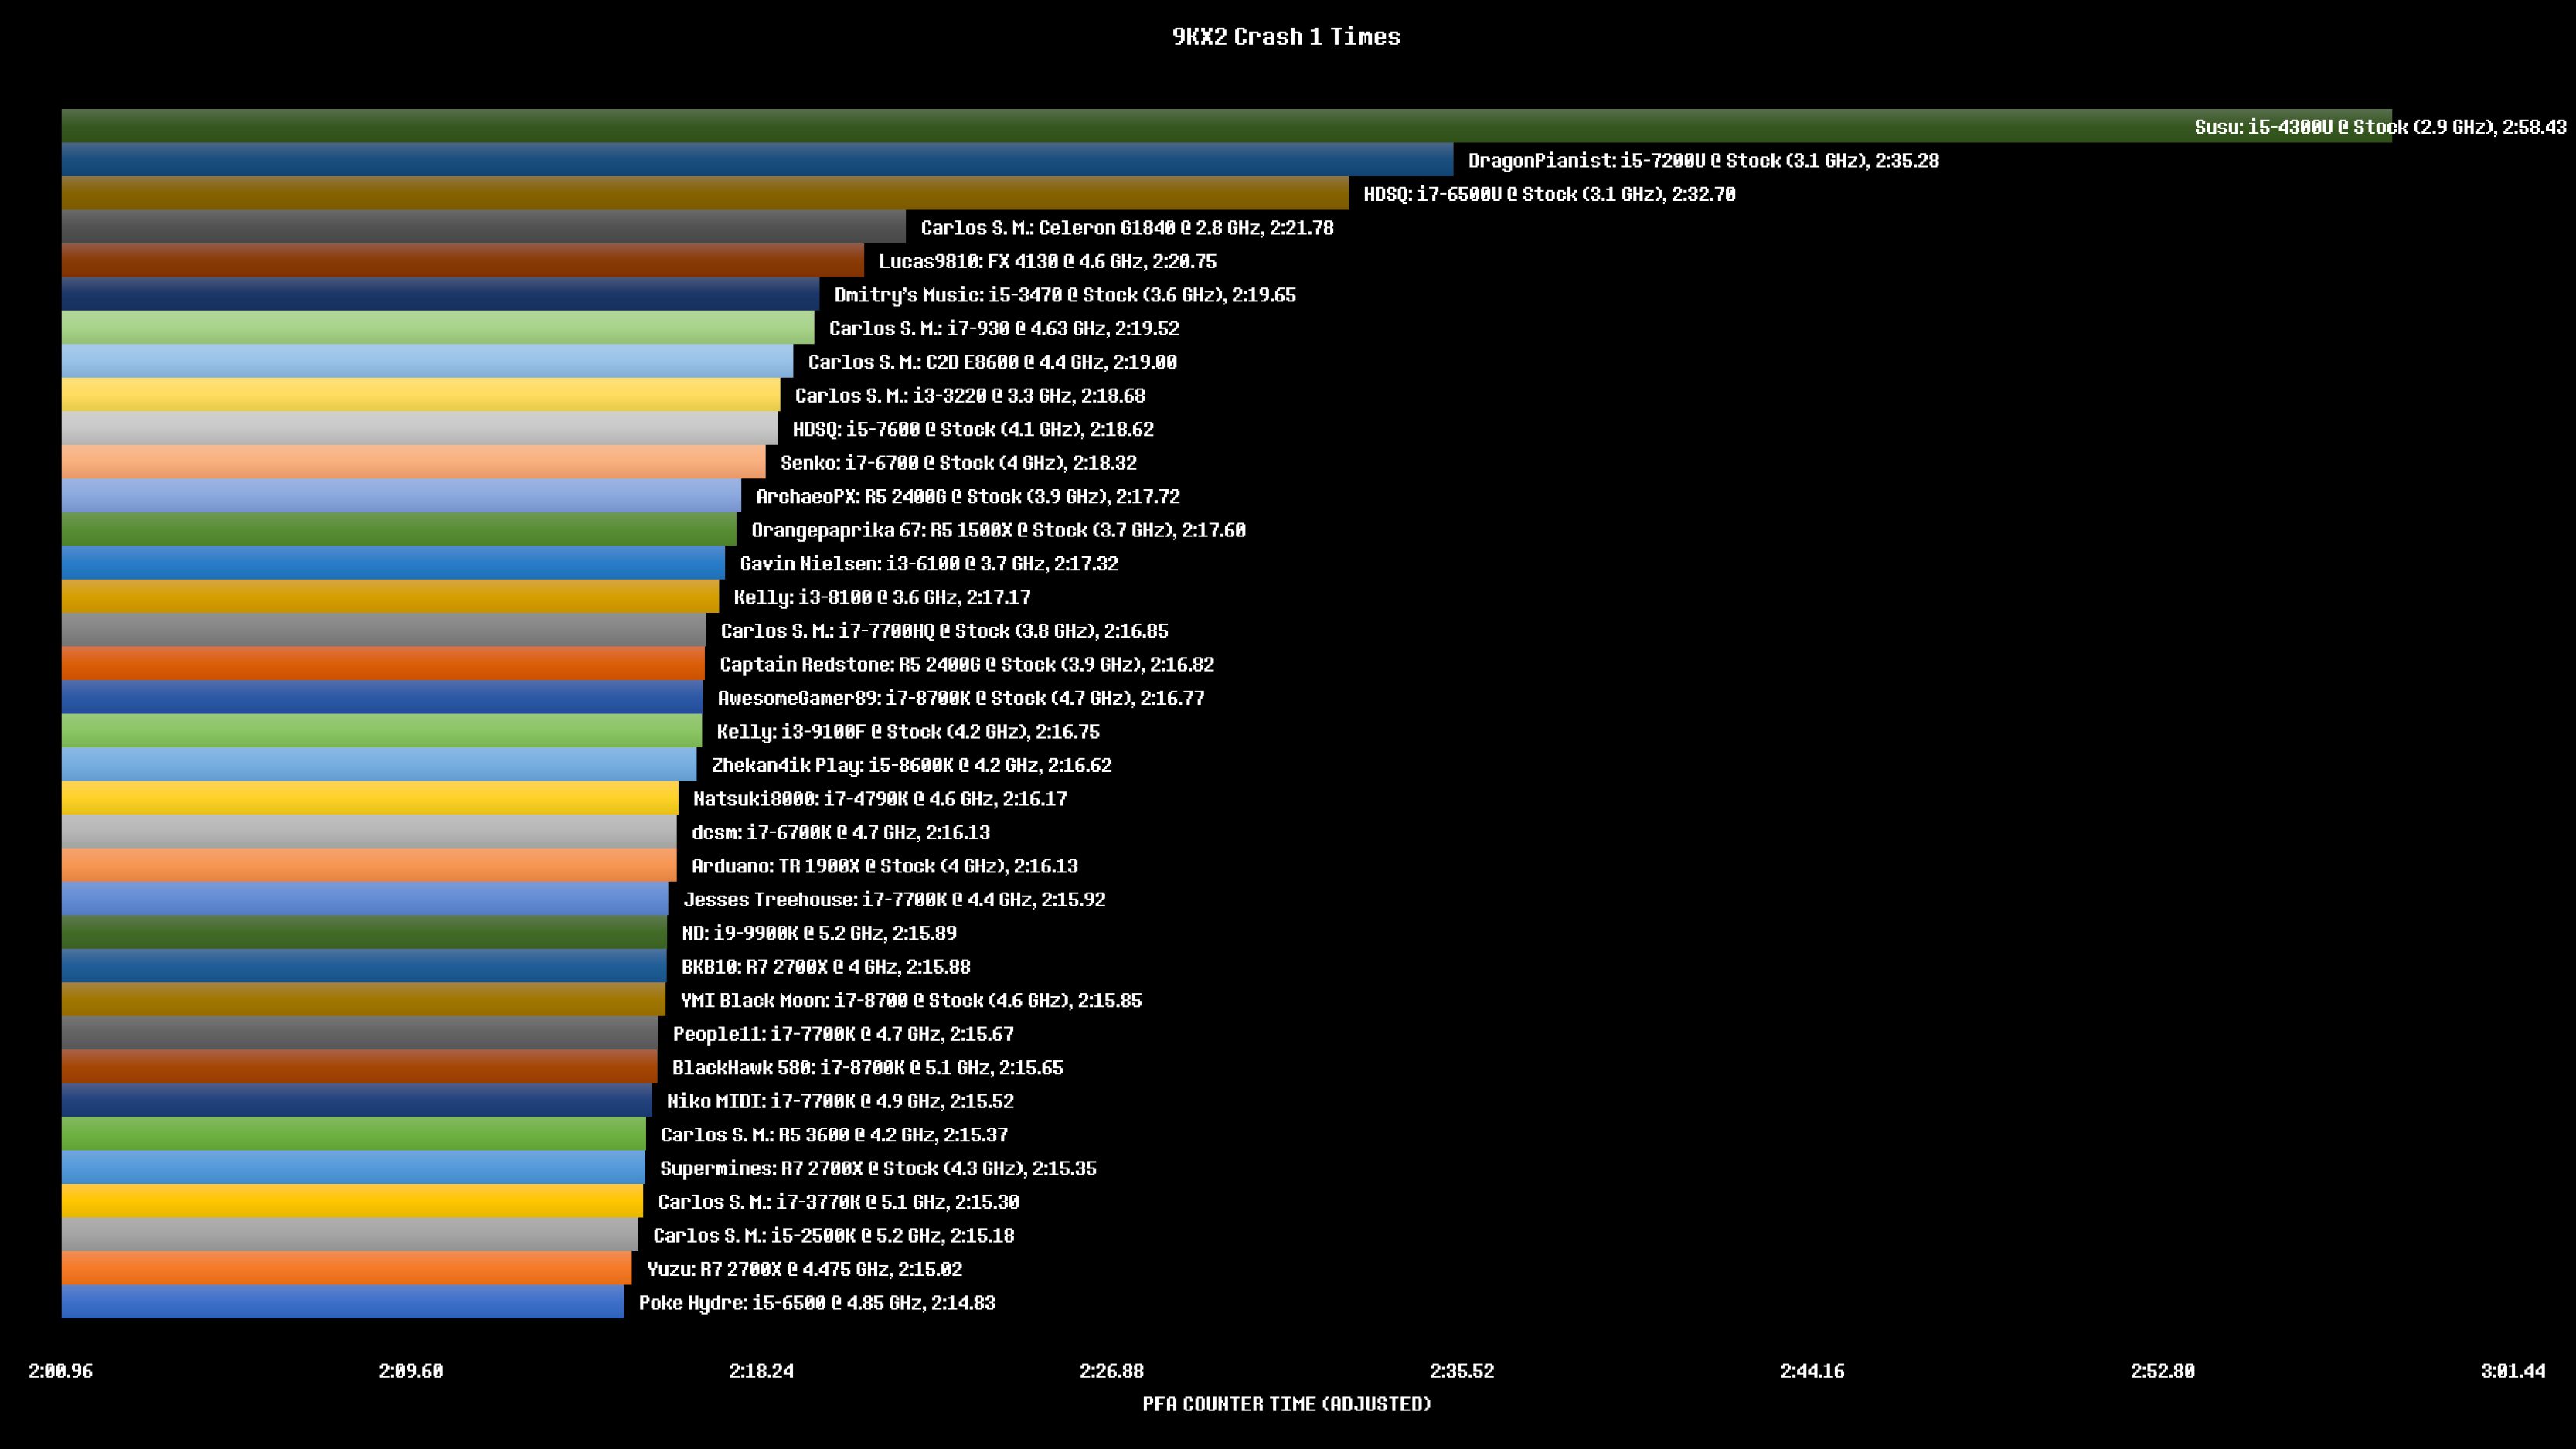 9KX2 Crash 1 Times
Susu: i5-4300U @ Stock (2.9 GHz), 2:58.43
DragonPianist: i5-7200U @ Stock (3.1 GHz), 2:35.28
HDSQ: i7-6500U @ Stock (3.1 GHz), 2:32.70
Carlos S. M.: Celeron G1840 @ 2.8 GHz, 2:21.78
Lucas9810: FX 4130 @ 4.6 GHz, 2:20.75
Dmitry's Music: i5-3470 @ Stock (3.6 GHz), 2:19.65
Carlos S. M.: i7-930 @ 4.63 GHz, 2:19.52
Carlos S. M.: C2D E8600 @ 4.4 GHz, 2:19.00
Carlos S. M.: i3-3220 @ 3.3 GHz, 2:18.68
HDSQ: i5-7600 @ Stock (4.1 GHz), 2:18.62
Senko: i7-6700 @ Stock (4 GHz), 2:18.32
ArchaeoPX: R5 2400G @ Stock (3.9 GHz), 2:17.72
Orangepaprika 67: R5 1500X @ Stock (3.7 GHz), 2:17.60
Gavin Nielsen: i3-6100 @ 3.7 GHz, 2:17.32
Kelly: i3-8100 @ 3.6 GHz, 2:17.17
Carlos S. M.: i7-7700HQ @ Stock (3.8 GHz), 2:16.85
Captain Redstone: R5 2400G @ Stock (3.9 GHz), 2:16.82
AwesomeGamer89: i7-8700K @ Stock (4.7 GHz), 2:16.77
Kelly: i3-9100F @ Stock (4.2 GHz), 2:16.75
Zhekan4ik Play: i5-8600K @ 4.2 GHz, 2:16.62
Natsuki8000: i7-4790K @ 4.6 GHz, 2:16.17
dcsm: i7-6700K @ 4.7 GHz, 2:16.13
Arduano: TR 1900X @ Stock (4 GHz), 2:16.13
Jesses Treehouse: i7-7700K @ 4.4 GHz, 2:15.92
ND: i9-9900K @ 5.2 GHz, 2:15.89
BKB10: R7 2700X @ 4 GHz, 2:15.88
YMI Black Moon: i7-8700 @ Stock (4.6 GHz), 2:15.85
People11: i7-7700K @ 4.7 GHz, 2:15.67
BlackHawk 580: i7-8700K @ 5.1 GHz, 2:15.65
Niko MIDI: i7-7700K @ 4.9 GHz, 2:15.52
Carlos S. M.: R5 3600 @ 4.2 GHz, 2:15.37
Supermines: R7 2700X @ Stock (4.3 GHz), 2:15.35
Carlos S. M.: i7-3770K @ 5.1 GHz, 2:15.30
Carlos S. M.: i5-2500K @ 5.2 GHz, 2:15.18
Yuzu: R7 2700X @ 4.475 GHz, 2:15.02
Poke Hydre: i5-6500 @ 4.85 GHz, 2:14.83
2:00.96 2:09.60 2:18.24 2:26.88 2:35.52 2:44.16 2:52.80 3:01.44
PFA COUNTER TIME (ADJUSTED)